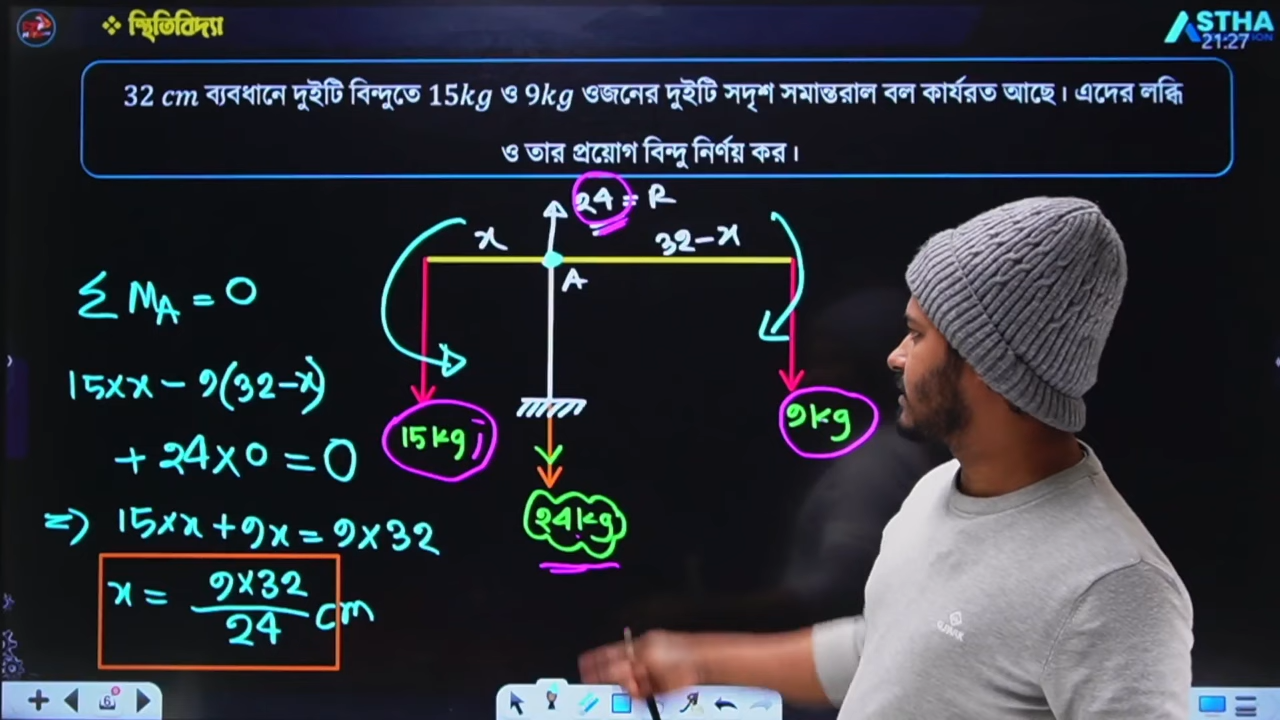 ❖ স্থিতিবিদ্যা
ASTHA
21:27
32 cm ব্যবধানে দুইটি বিন্দুতে 15kg ও 9kg ওজনের দুইটি সদৃশ সমান্তরাল বল কার্যরত আছে। এদের লব্ধি
ও তার প্রয়োগ বিন্দু নির্ণয় কর।
24 = R
x
32-x
A
Σ M_A = 0
15×x - 9(32-x)
+ 24×0 = 0
⇒ 15×x + 9x = 9×32
x = 9×32/24 cm
15kg
9kg
24kg